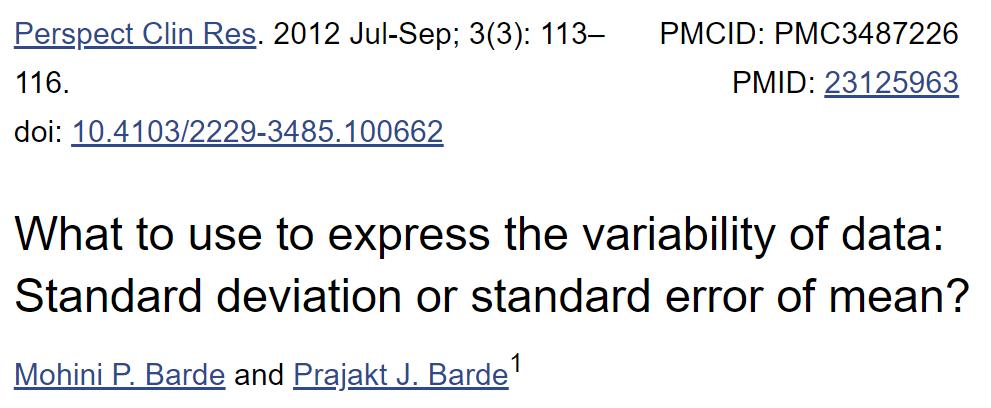 Perspect Clin Res. 2012 Jul-Sep; 3(3): 113–
116.
doi: 10.4103/2229-3485.100662
PMCID: PMC3487226
PMID: 23125963
What to use to express the variability of data:
Standard deviation or standard error of mean?
Mohini P. Barde and Prajakt J. Barde1